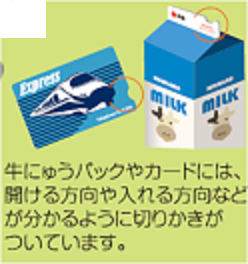 Express
MILK
MILK
牛にゅうパックやカードには、
開ける方向や入れる方向など
が分かるように切りかきが
ついています。